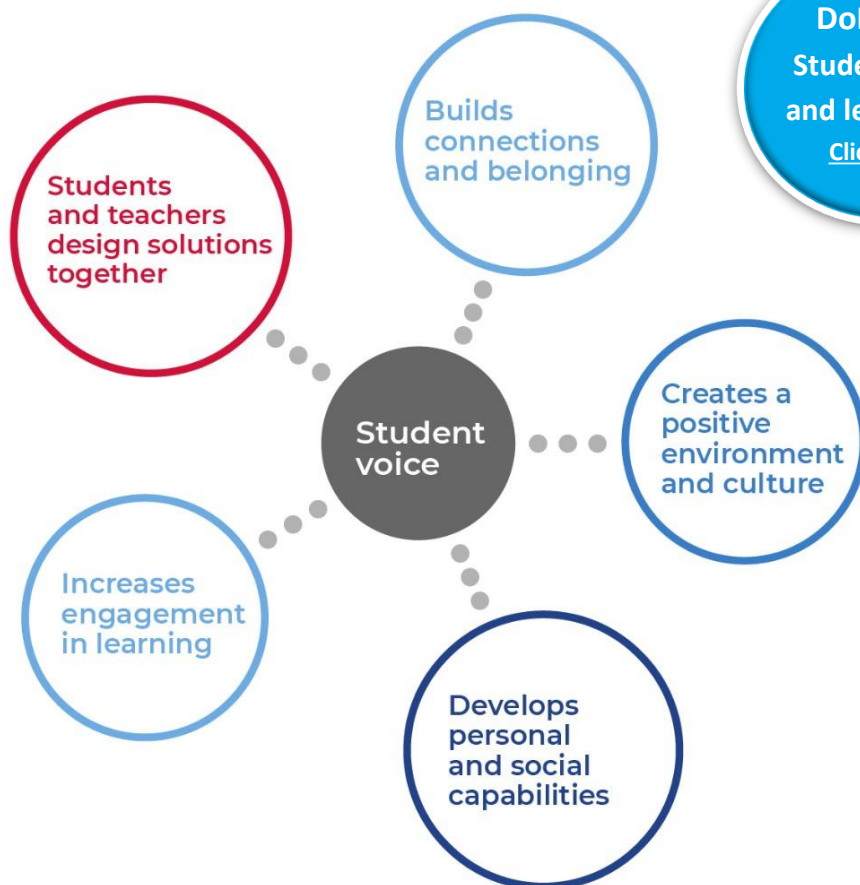 Builds
connections
and belonging
Students
and teachers
design solutions
together
Student
voice
Creates a
positive
environment
and culture
Increases
engagement
in learning
Develops
personal
and social
capabilities
and